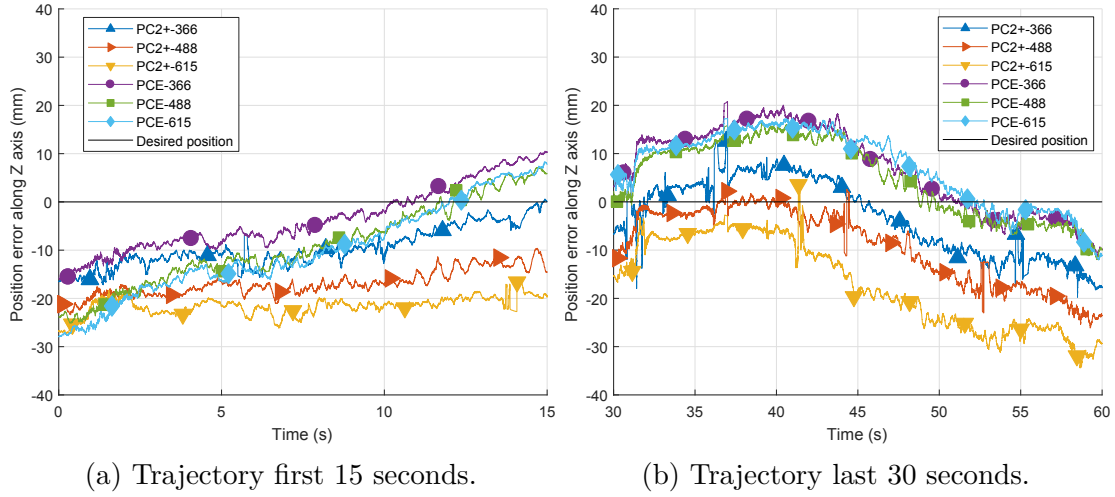 40
30
20
10
0
-10
-20
-30
-40
Position error along Z axis (mm)
PC2+-366
PC2+-488
PC2+-615
PCE-366
PCE-488
PCE-615
Desired position
0
5
10
15
Time (s)
(a) Trajectory first 15 seconds.
40
30
20
10
0
-10
-20
-30
-40
Position error along Z axis (mm)
PC2+-366
PC2+-488
PC2+-615
PCE-366
PCE-488
PCE-615
Desired position
30
35
40
45
50
55
60
Time (s)
(b) Trajectory last 30 seconds.